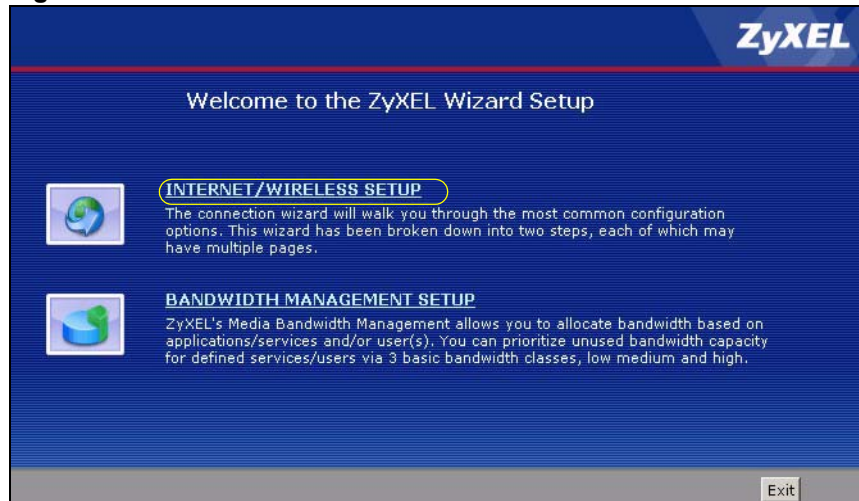 ZyXEL
Welcome to the ZyXEL Wizard Setup
INTERNET/WIRELESS SETUP
The connection wizard will walk you through the most common configuration
options. This wizard has been broken down into two steps, each of which may
have multiple pages.
BANDWIDTH MANAGEMENT SETUP
ZyXEL's Media Bandwidth Management allows you to allocate bandwidth based on
applications/services and/or user(s). You can prioritize unused bandwidth capacity
for defined services/users via 3 basic bandwidth classes, low medium and high.
Exit